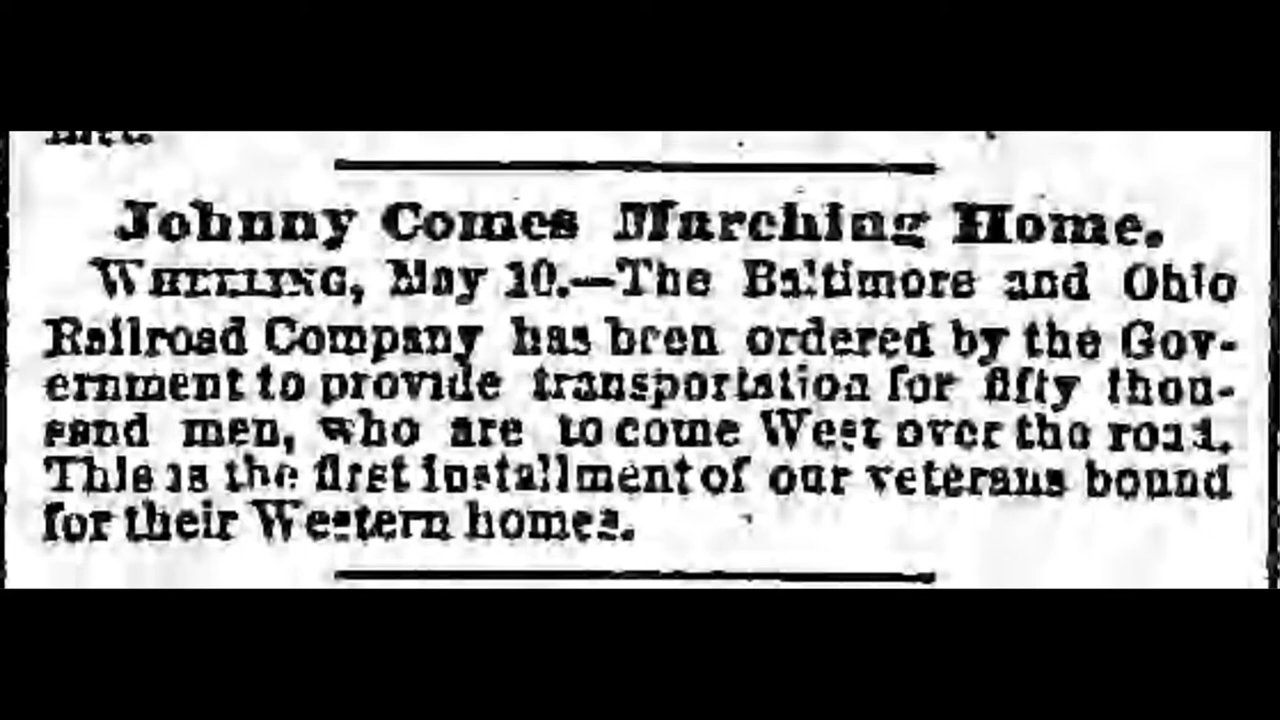 Johnny Comes Marching Home.
WHEELING, May 10.—The Baltimore and Ohio
Railroad Company has been ordered by the Gov-
ernment to provide transportation for fifty thou-
sand men, who are to come West over the road.
This is the first installment of our veterans bound
for their Western homes.